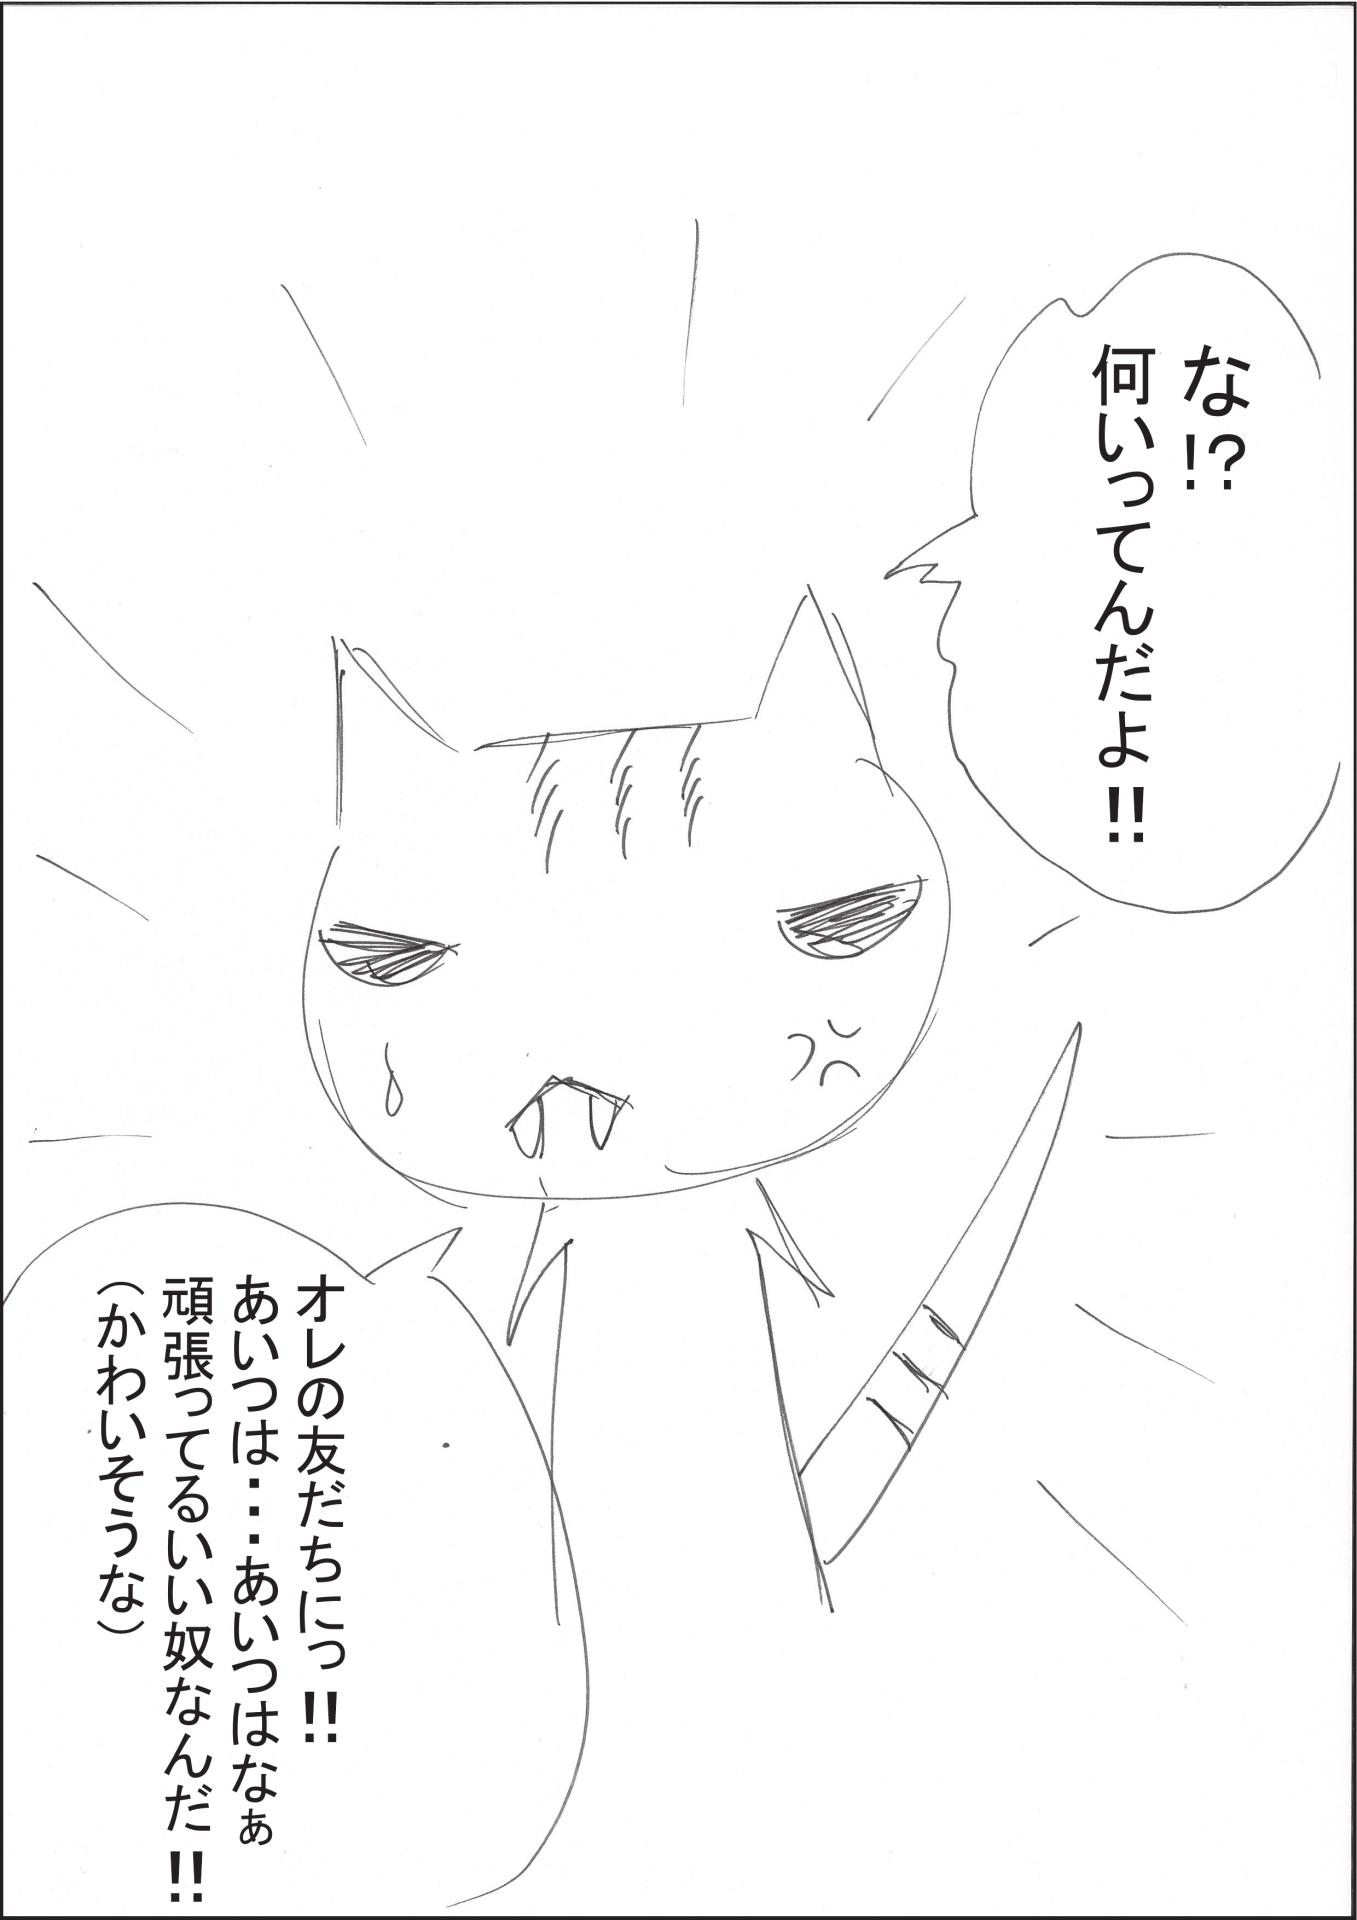 な!?
何いってんだよ!!
オレの友だちにっ!!
あいつは・・・あいつはなぁ
頑張ってるいい奴なんだ!!
(かわいそうな)